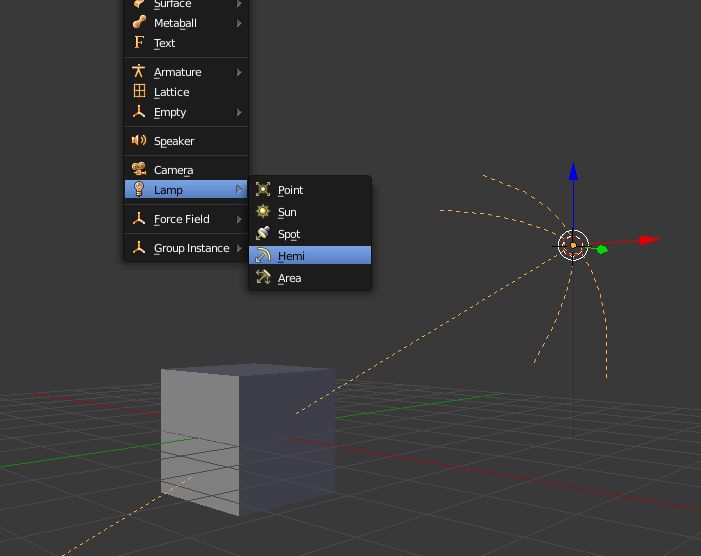 Surface
Metaball
Text
Armature
Lattice
Empty
Speaker
Camera
Lamp
Force Field
Group Instance
Point
Sun
Spot
Hemi
Area